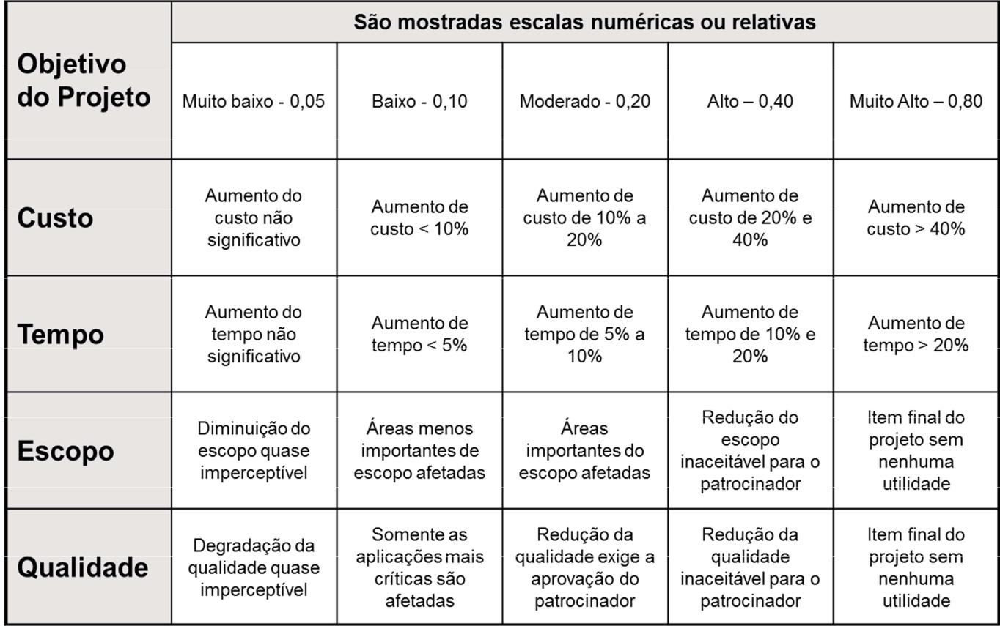 São mostradas escalas numéricas ou relativas
Objetivo
do Projeto
Muito baixo - 0,05
Baixo - 0,10
Moderado - 0,20
Alto – 0,40
Muito Alto – 0,80
Custo
Aumento do
custo não
significativo
Aumento de
custo < 10%
Aumento de
custo de 10% a
20%
Aumento de
custo de 20% e
40%
Aumento de
custo > 40%
Tempo
Aumento do
tempo não
significativo
Aumento de
tempo < 5%
Aumento de
tempo de 5% a
10%
Aumento de
tempo de 10% e
20%
Aumento de
tempo > 20%
Escopo
Diminuição do
escopo quase
imperceptível
Áreas menos
importantes de
escopo afetadas
Áreas
importantes do
escopo afetadas
Redução do
escopo
inaceitável para o
patrocinador
Item final do
projeto sem
nenhuma
utilidade
Qualidade
Degradação da
qualidade quase
imperceptível
Somente as
aplicações mais
críticas são
afetadas
Redução da
qualidade exige a
aprovação do
patrocinador
Redução da
qualidade
inaceitável para o
patrocinador
Item final do
projeto sem
nenhuma
utilidade